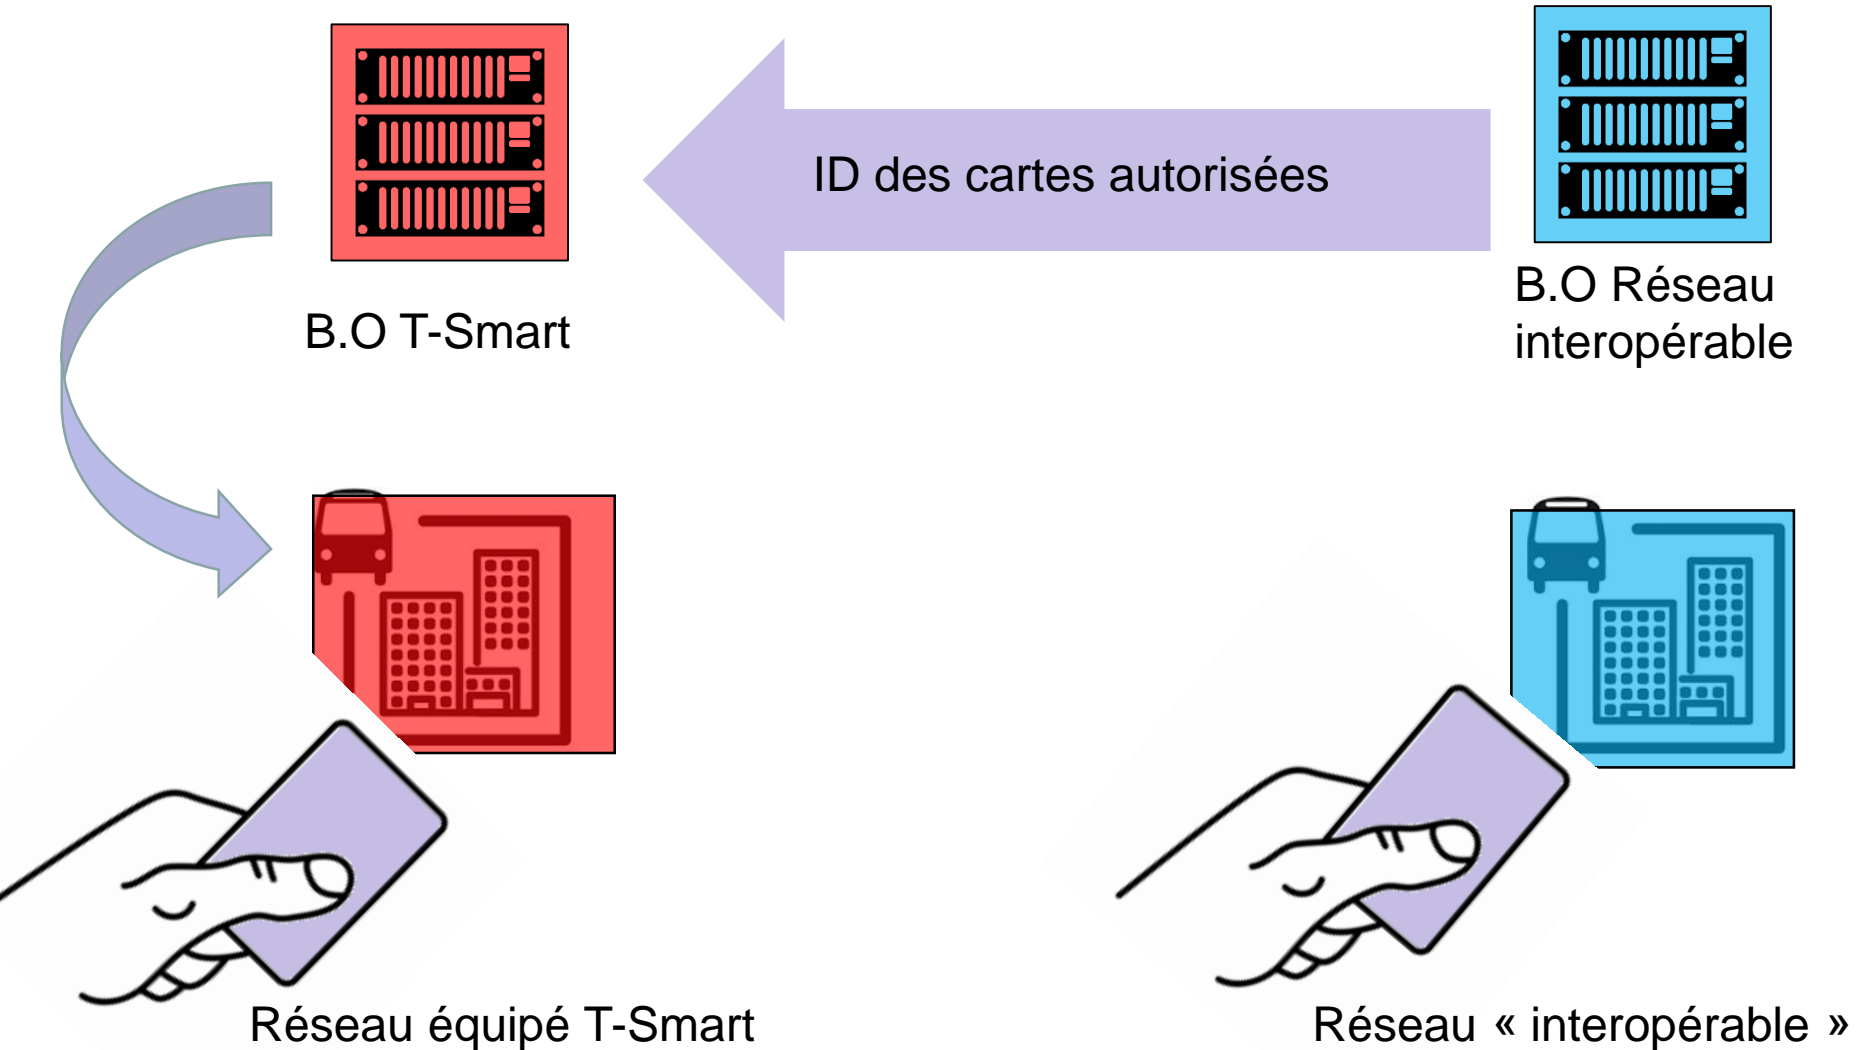 ID des cartes autorisées
B.O T-Smart
B.O Réseau
interopérable
Réseau équipé T-Smart
Réseau « interopérable »